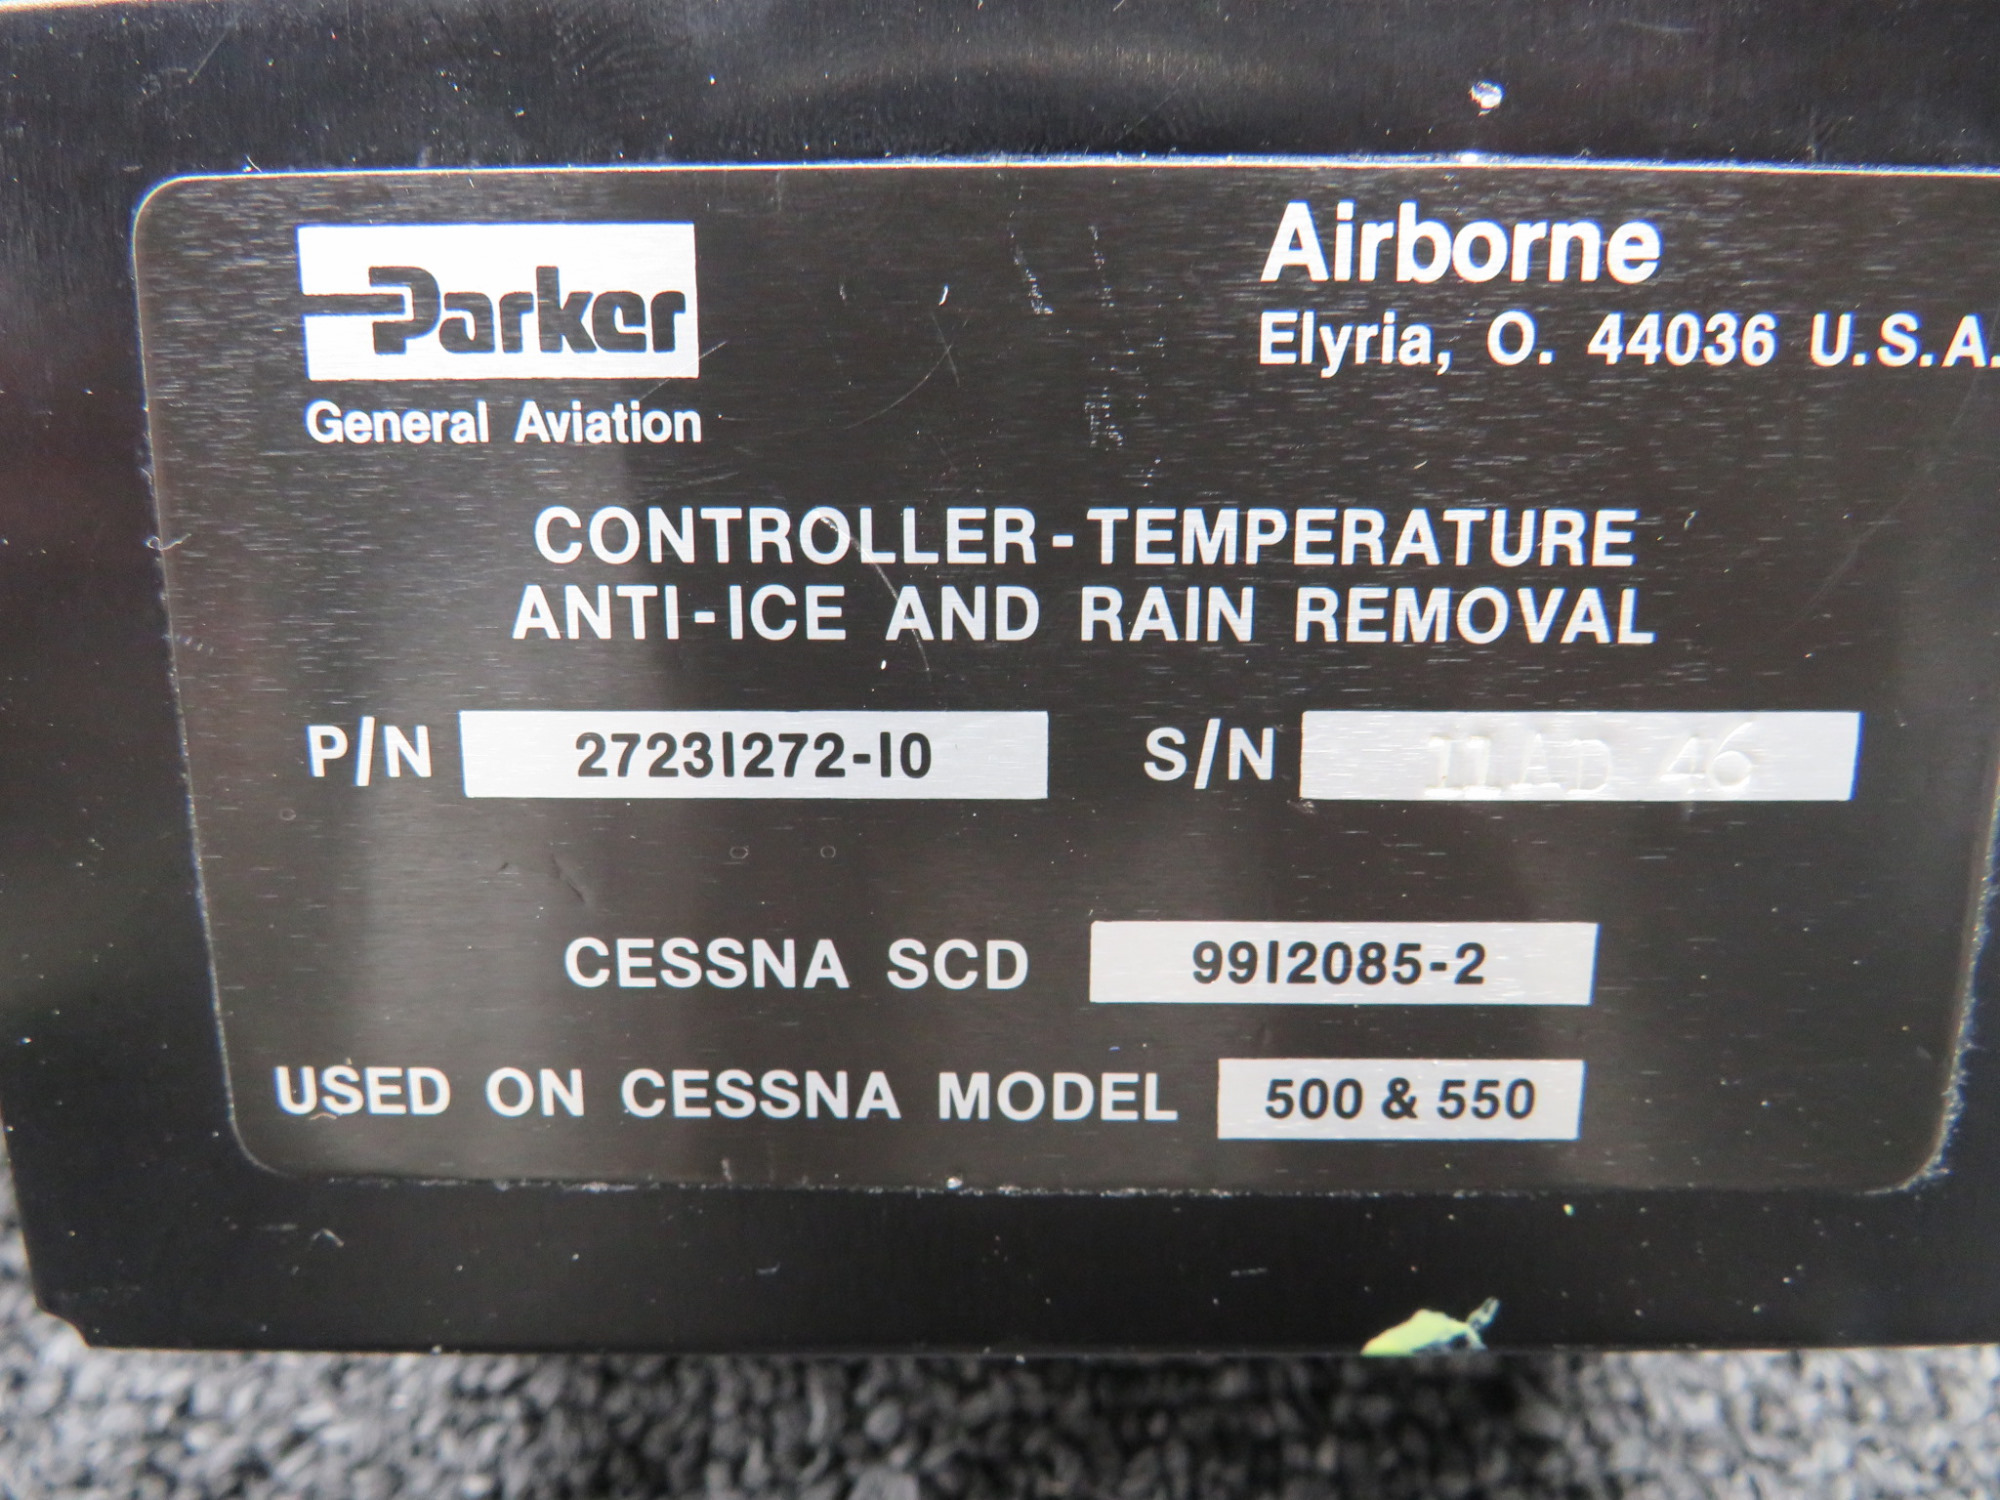 Parker
General Aviation
Airborne
Elyria, O. 44036 U.S.A.
CONTROLLER-TEMPERATURE
ANTI-ICE AND RAIN REMOVAL
P/N 27231272-10 S/N 11AD 46
CESSNA SCD 9912085-2
USED ON CESSNA MODEL 500 & 550